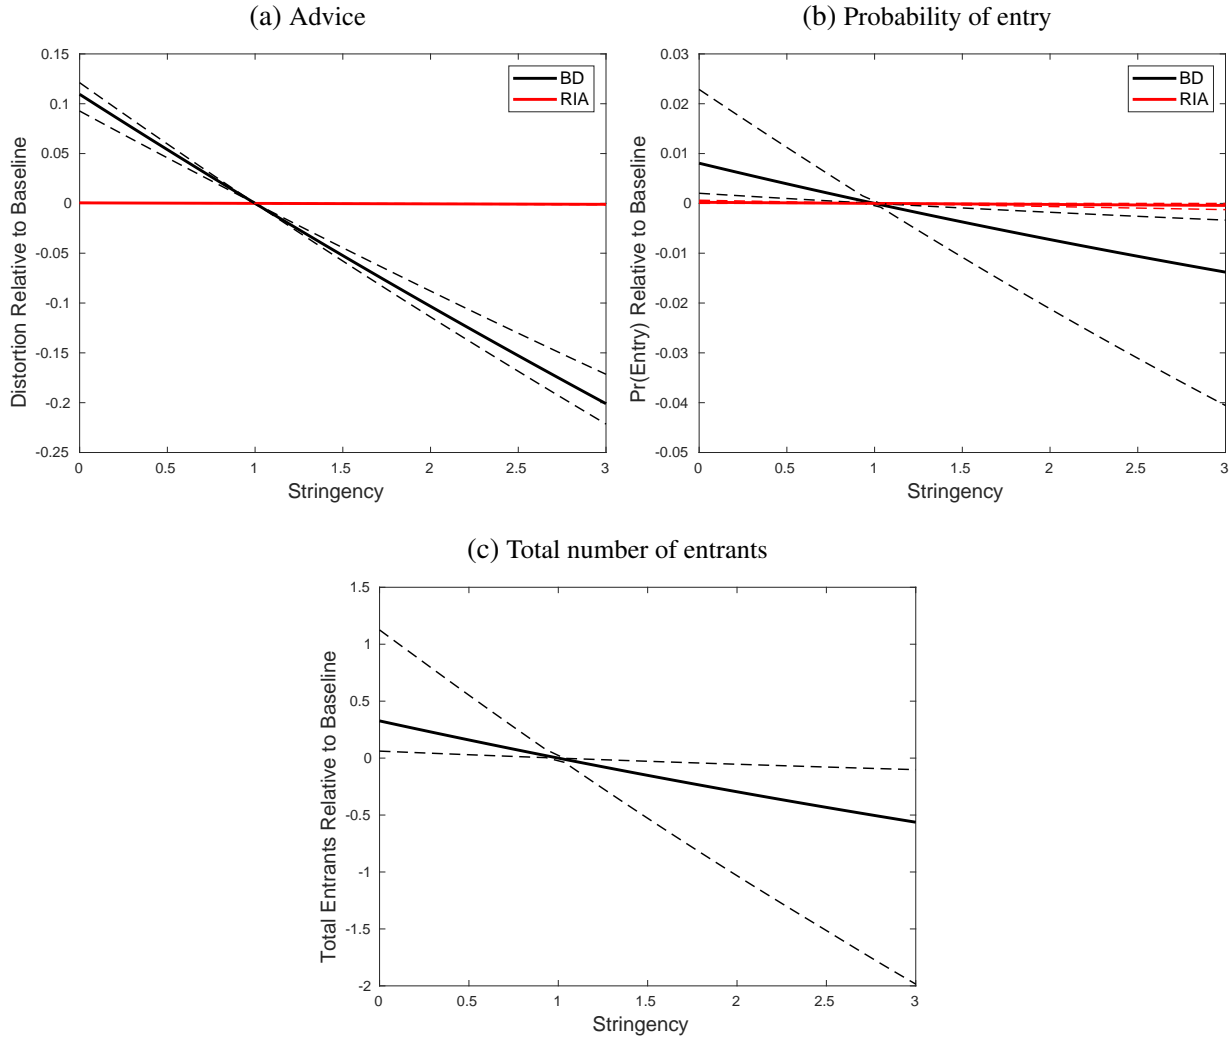 (a) Advice
Distortion Relative to Baseline
0.15
0.1
0.05
0
-0.05
-0.1
-0.15
-0.2
-0.25
BD
RIA
0 0.5 1 1.5 2 2.5 3
Stringency
(b) Probability of entry
Pr(Entry) Relative to Baseline
0.03
0.02
0.01
0
-0.01
-0.02
-0.03
-0.04
-0.05
BD
RIA
0 0.5 1 1.5 2 2.5 3
Stringency
(c) Total number of entrants
Total Entrants Relative to Baseline
1.5
1
0.5
0
-0.5
-1
-1.5
-2
0 0.5 1 1.5 2 2.5 3
Stringency